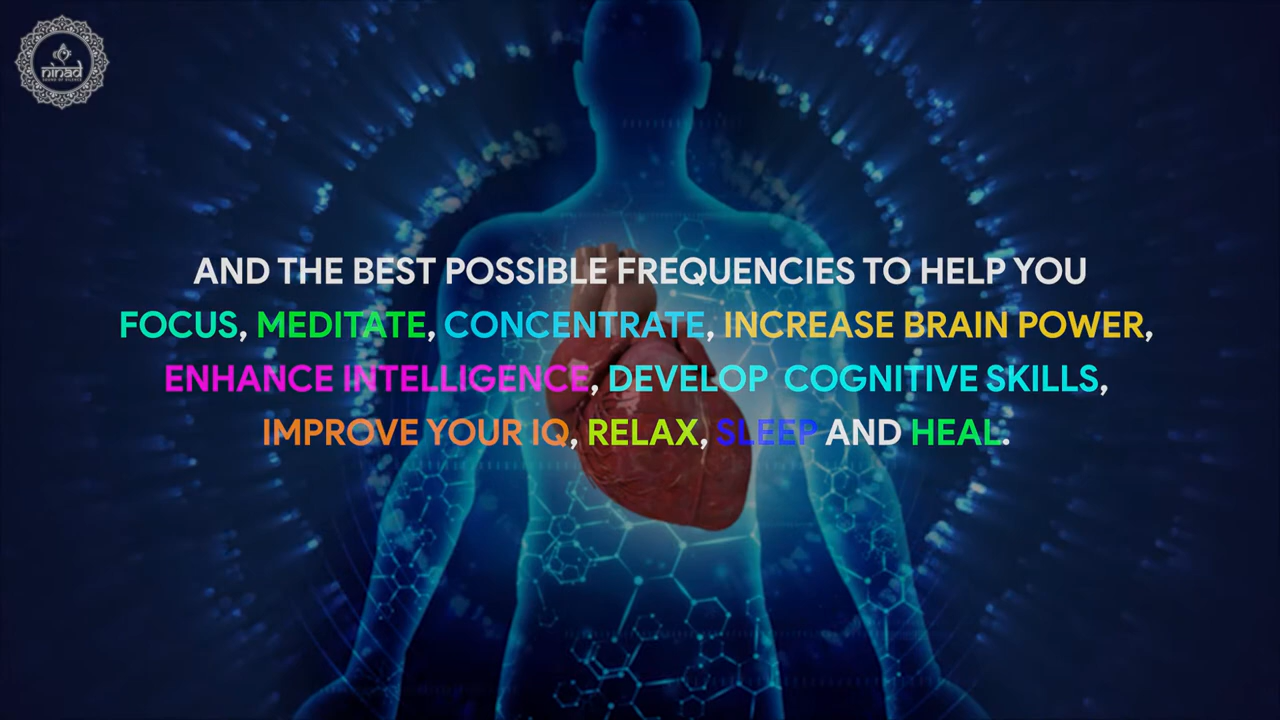 ninad
AND THE BEST POSSIBLE FREQUENCIES TO HELP YOU
FOCUS, MEDITATE, CONCENTRATE, INCREASE BRAIN POWER,
ENHANCE INTELLIGENCE, DEVELOP COGNITIVE SKILLS,
IMPROVE YOUR IQ, RELAX, SLEEP AND HEAL.